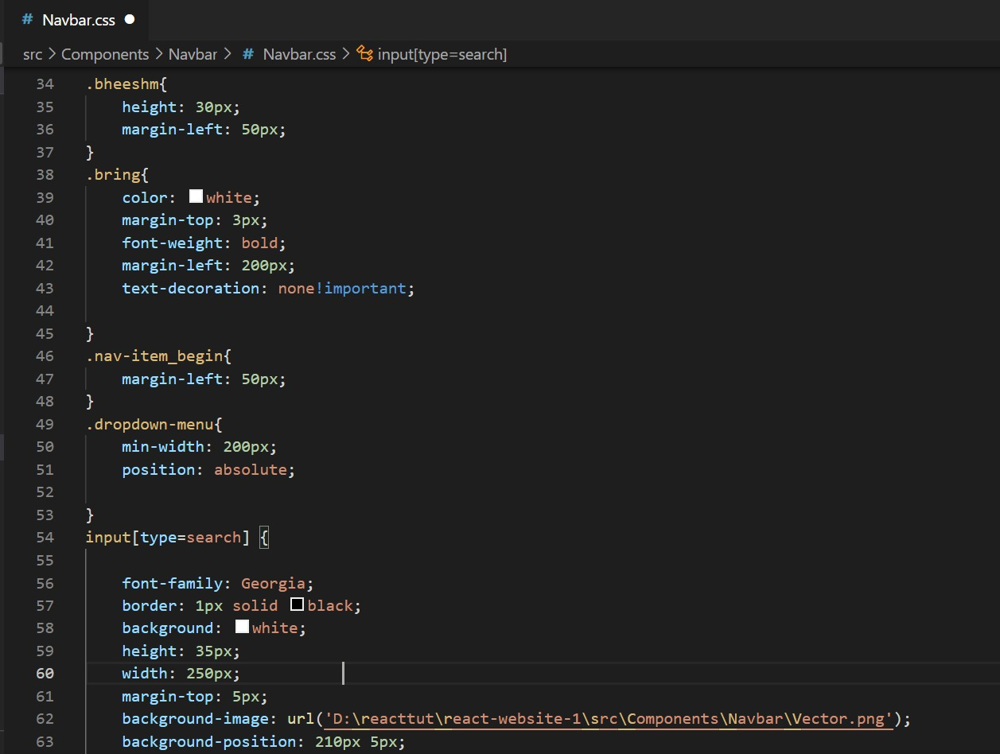 # Navbar.css ●
src > Components > Navbar > # Navbar.css > input[type=search]
34 .bheeshm{
35     height: 30px;
36     margin-left: 50px;
37 }
38 .bring{
39     color: white;
40     margin-top: 3px;
41     font-weight: bold;
42     margin-left: 200px;
43     text-decoration: none!important;
44
45 }
46 .nav-item_begin{
47     margin-left: 50px;
48 }
49 .dropdown-menu{
50     min-width: 200px;
51     position: absolute;
52
53 }
54 input[type=search] {
55
56     font-family: Georgia;
57     border: 1px solid black;
58     background: white;
59     height: 35px;
60     width: 250px;
61     margin-top: 5px;
62     background-image: url('D:\reacttut\react-website-1\src\Components\Navbar\Vector.png');
63     background-position: 210px 5px;